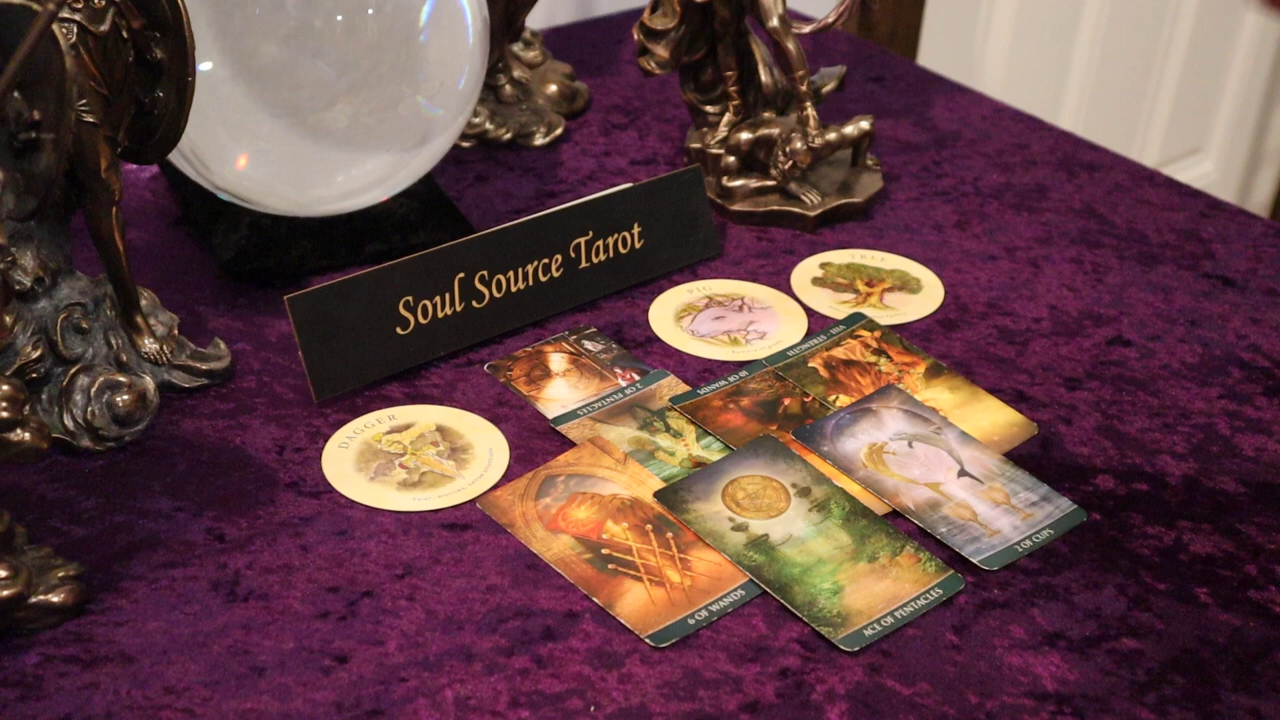 Soul Source Tarot
PIG
TREE
DAGGER
2 OF PENTACLES
10 OF WANDS
VIII - STRENGTH
6 OF WANDS
ACE OF PENTACLES
2 OF CUPS